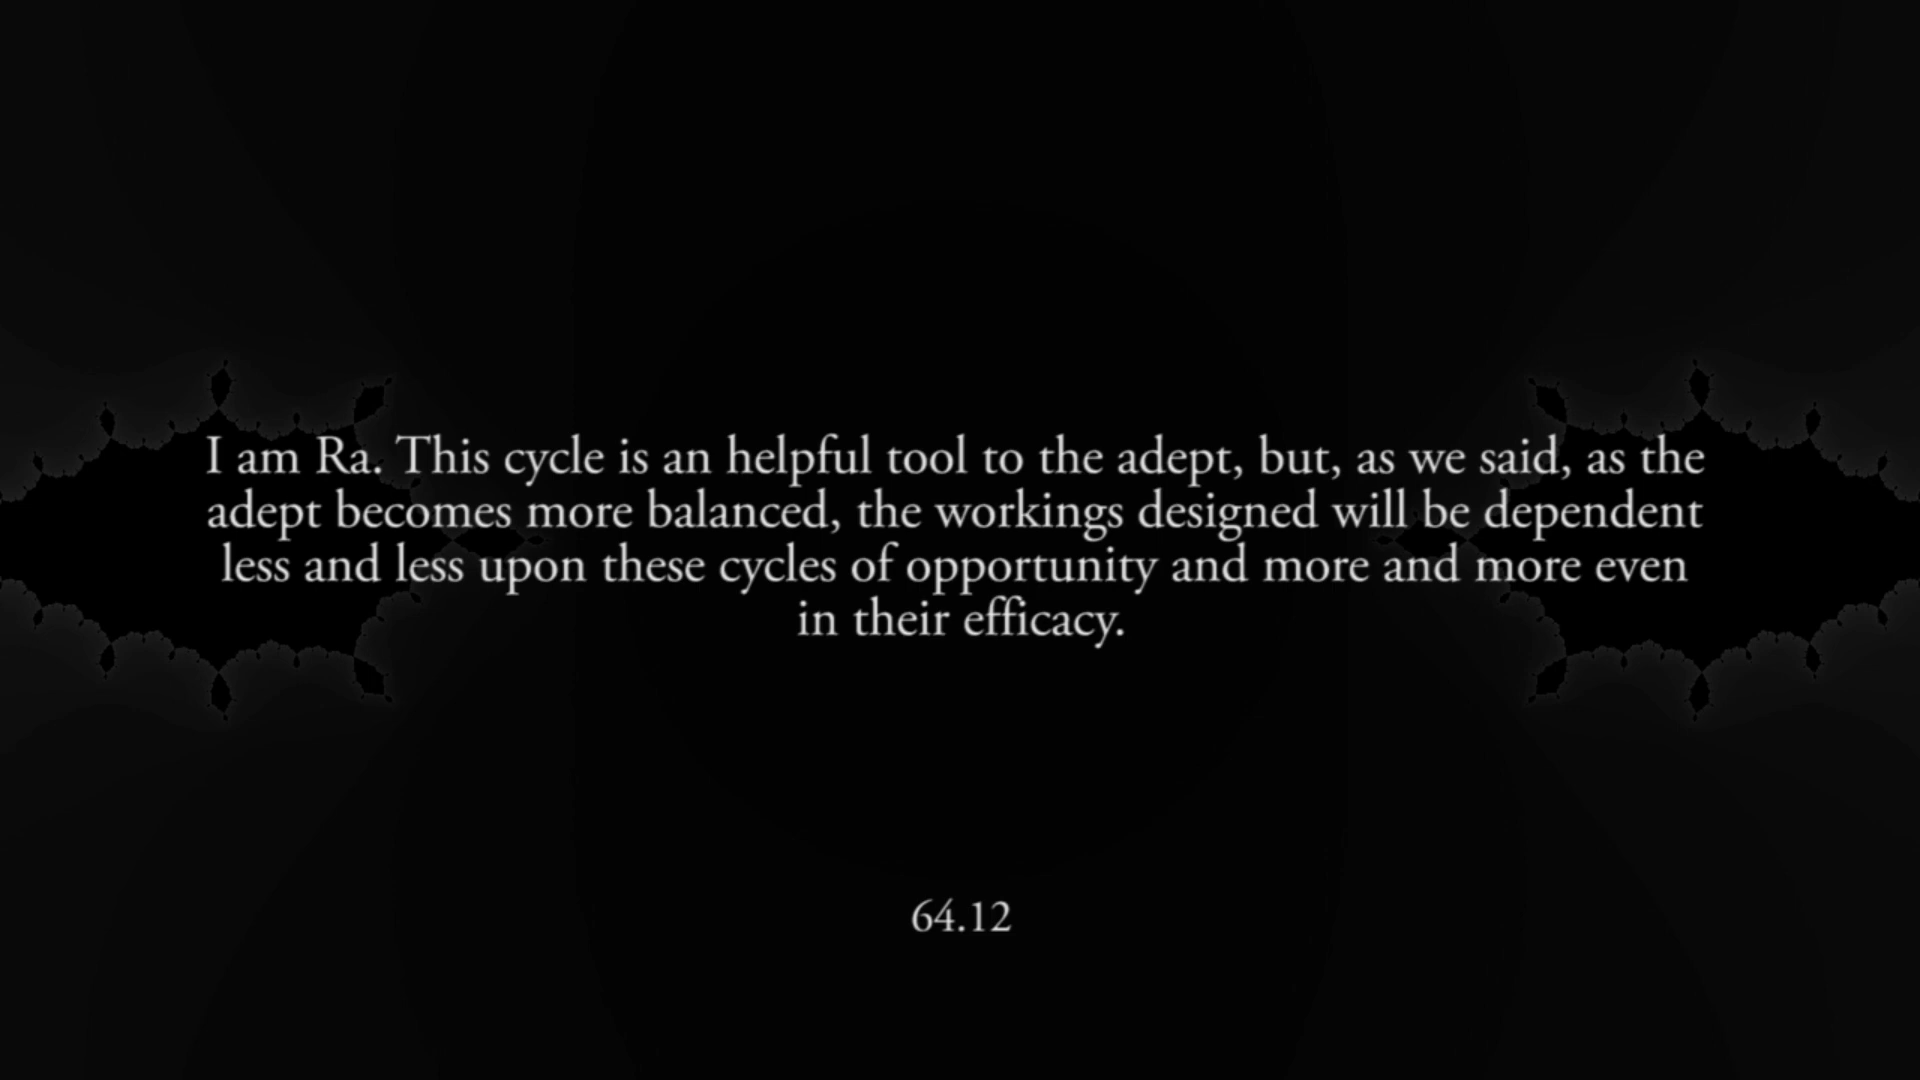 I am Ra. This cycle is an helpful tool to the adept, but, as we said, as the
adept becomes more balanced, the workings designed will be dependent
less and less upon these cycles of opportunity and more and more even
in their efficacy.
64.12